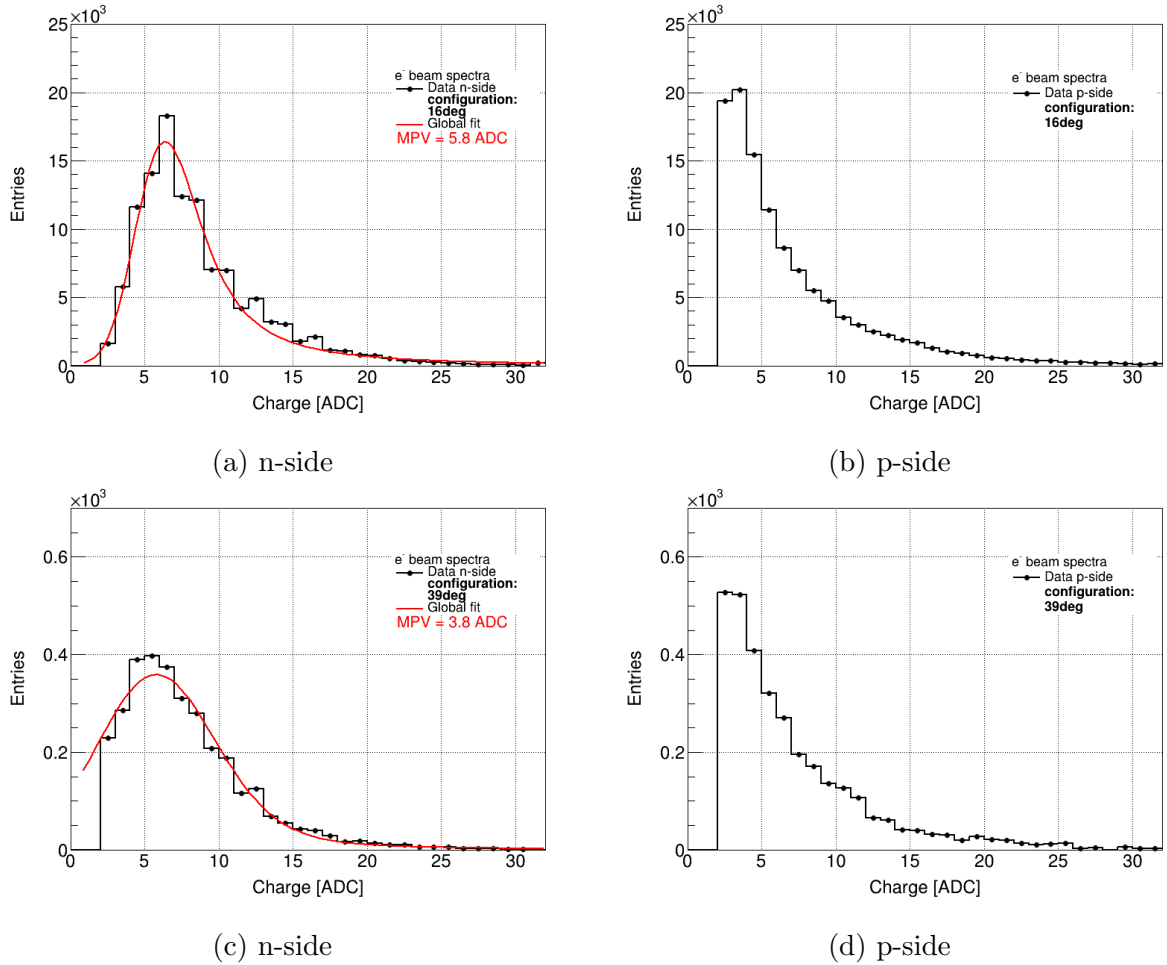 ×10³
25
20
15
10
5
0
Entries
e⁻ beam spectra
Data n-side
configuration:
16deg
Global fit
MPV = 5.8 ADC
0 5 10 15 20 25 30
Charge [ADC]
(a) n-side
×10³
25
20
15
10
5
0
Entries
e⁻ beam spectra
Data p-side
configuration:
16deg
0 5 10 15 20 25 30
Charge [ADC]
(b) p-side
×10³
0.6
0.4
0.2
0
Entries
e⁻ beam spectra
Data n-side
configuration:
39deg
Global fit
MPV = 3.8 ADC
0 5 10 15 20 25 30
Charge [ADC]
(c) n-side
×10³
0.6
0.4
0.2
0
Entries
e⁻ beam spectra
Data p-side
configuration:
39deg
0 5 10 15 20 25 30
Charge [ADC]
(d) p-side